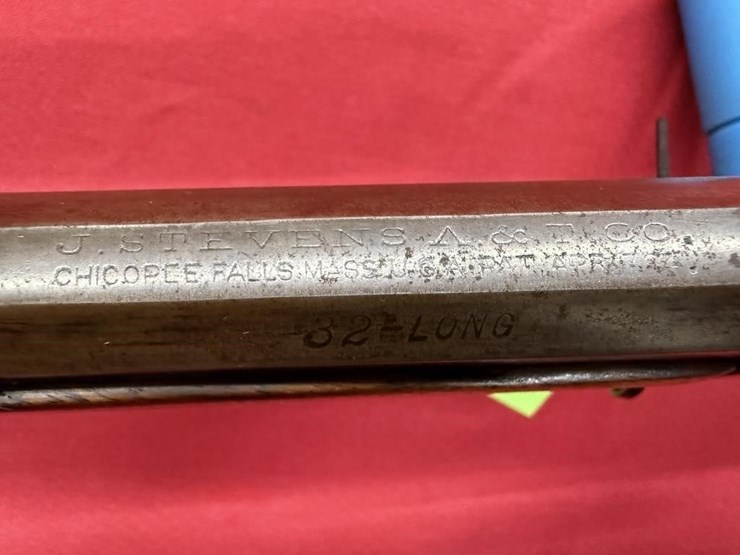 J. STEVENS A. & T. CO.
CHICOPEE FALLS MASS. U.S.A. PAT. APR.
32-LONG